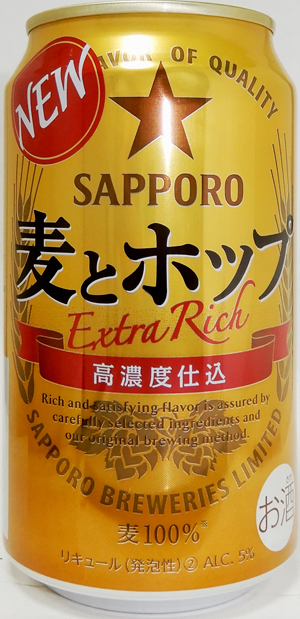 NEW
FLAVOR OF QUALITY
SAPPORO
麦とホップ
Extra Rich
高濃度仕込
Rich and satisfying flavor is assured by
carefully selected ingredients and
our original brewing method.
SAPPORO BREWERIES LIMITED
麦100%※
お酒
リキュール(発泡性)② ALC. 5%